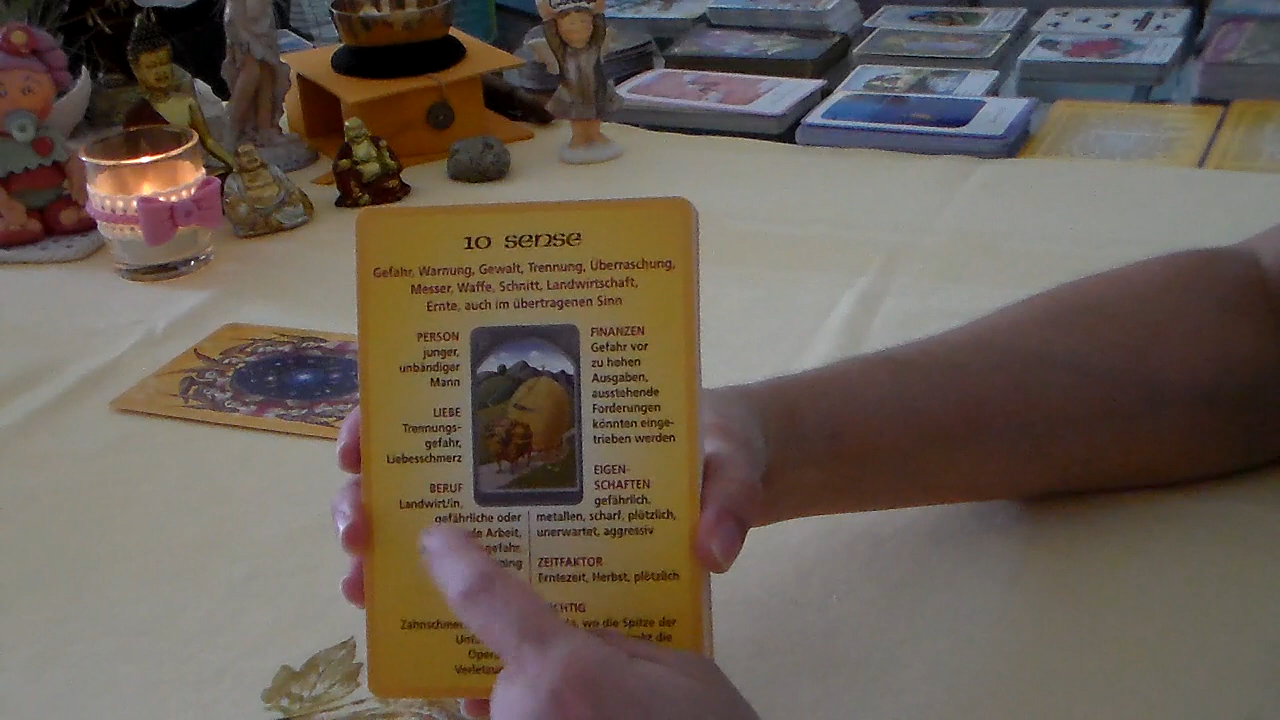 10 sense
Gefahr, Warnung, Gewalt, Trennung, Überraschung,
Messer, Waffe, Schnitt, Landwirtschaft,
Ernte, auch im übertragenen Sinn
PERSON
junger,
unbändiger
Mann
LIEBE
Trennungs-
gefahr,
Liebesschmerz
BERUF
Landwirt/in,
gefährliche oder
Arbeit,
gefahr,
FINANZEN
Gefahr vor
zu hohen
Ausgaben,
ausstehende
Forderungen
könnten einge-
trieben werden
EIGEN-
SCHAFTEN
gefährlich,
metallen, scharf, plötzlich,
unerwartet, aggressiv
ZEITFAKTOR
Erntezeit, Herbst, plötzlich
wo die Spitze der
die